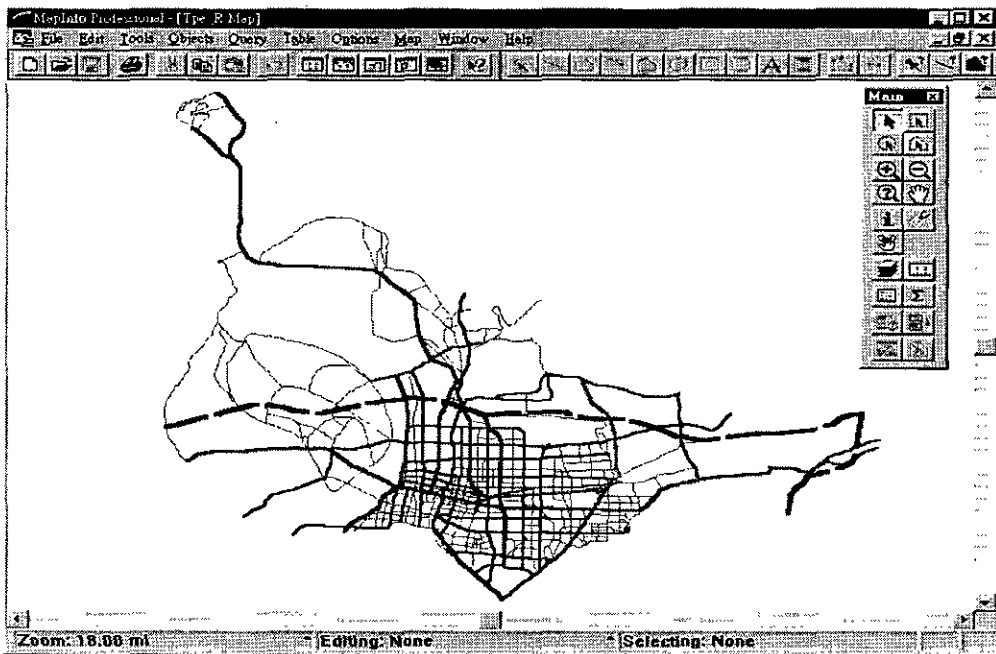 MapInfo Professional - [Tpe_R Map]
File Edit Tools Objects Query Table Options Map Window Help
Main
Zoom: 18.00 mi Editing: None Selecting: None